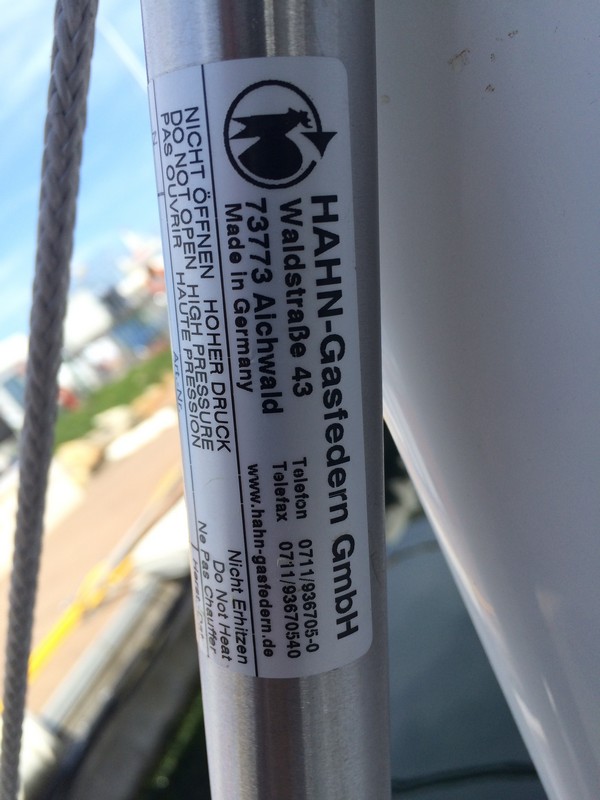 HAHN-Gasfedern GmbH
Waldstraße 43
73773 Aichwald
Made in Germany
Telefon 0711/936705-0
Telefax 0711/93670540
www.hahn-gasfedern.de
NICHT ÖFFNEN HOHER DRUCK
DO NOT OPEN HIGH PRESSURE
PAS OUVRIR HAUTE PRESSION
Nicht Erhitzen
Do Not Heat
Ne Pas Chauffer
N
Art.-Nr.